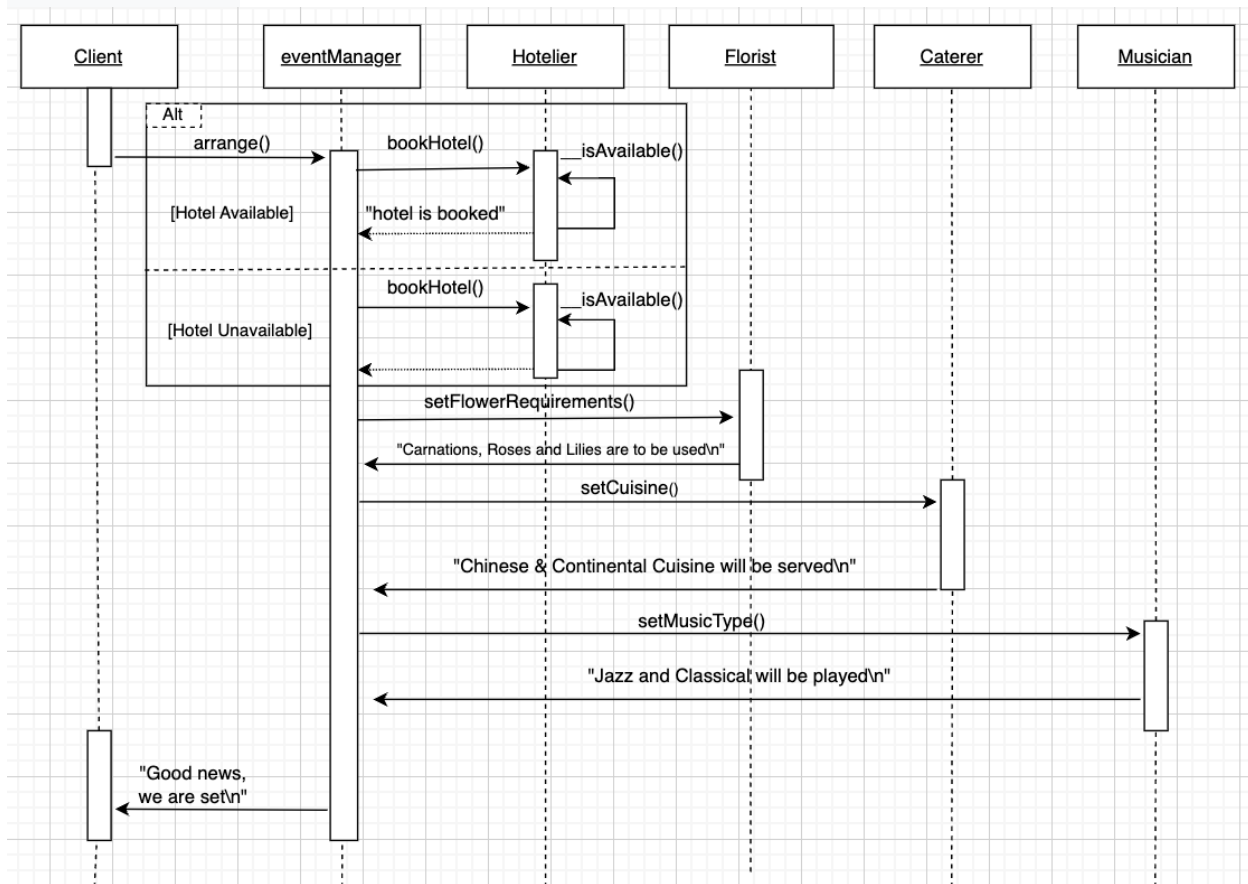 Client
eventManager
Hotelier
Florist
Caterer
Musician
Alt
arrange()
bookHotel()
__isAvailable()
[Hotel Available]
"hotel is booked"
bookHotel()
__isAvailable()
[Hotel Unavailable]
setFlowerRequirements()
"Carnations, Roses and Lilies are to be used\n"
setCuisine()
"Chinese & Continental Cuisine will be served\n"
setMusicType()
"Jazz and Classical will be played\n"
"Good news,
we are set\n"